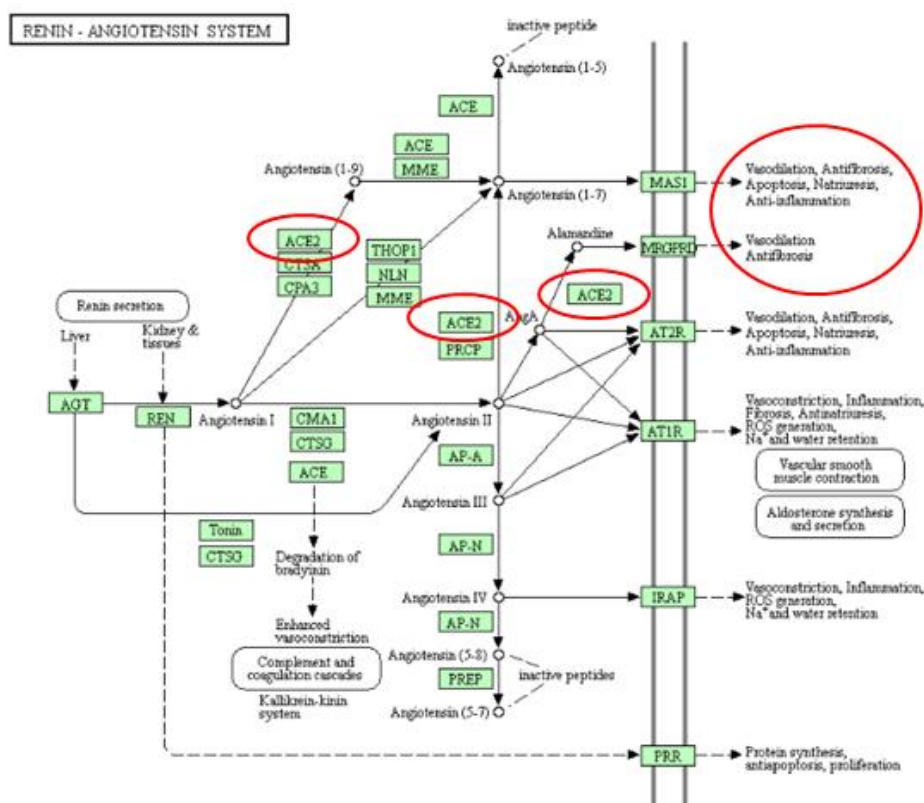 RENIN - ANGIOTENSIN SYSTEM
inactive peptide
Angiotensin (1-5)
ACE
ACE
MME
Angiotensin (1-9)
Angiotensin (1-7)
MAS1
Vasodilation, Antifibrosis,
Apoptosis, Natriuresis,
Anti-inflammation
ACE2
CTSA
CPA3
THOP1
NLN
MME
Alamandine
MRGPRD
Vasodilation
Antifibrosis
ACE2
ACE2
PRCP
AngA
AT2R
Vasodilation, Antifibrosis,
Apoptosis, Natriuresis,
Anti-inflammation
Renin secretion
Liver
Kidney &
tissues
AGT
REN
Angiotensin I
CMA1
CTSG
ACE
Angiotensin II
AT1R
Vasoconstriction, Inflammation,
Fibrosis, Antinatriuresis,
ROS generation,
Na+ and water retention
Vascular smooth
muscle contraction
Aldosterone synthesis
and secretion
AP-A
Angiotensin III
Tonin
CTSG
Degradation of
bradyinin
AP-N
Angiotensin IV
IRAP
Vasoconstriction, Inflammation,
ROS generation,
Na+ and water retention
Enhanced
vasoconstriction
AP-N
Complement and
coagulation cascades
Kallikrein-kinin
system
Angiotensin (5-8)
inactive peptides
PREP
Angiotensin (5-7)
PRR
Protein synthesis,
antiapoptosis, proliferation